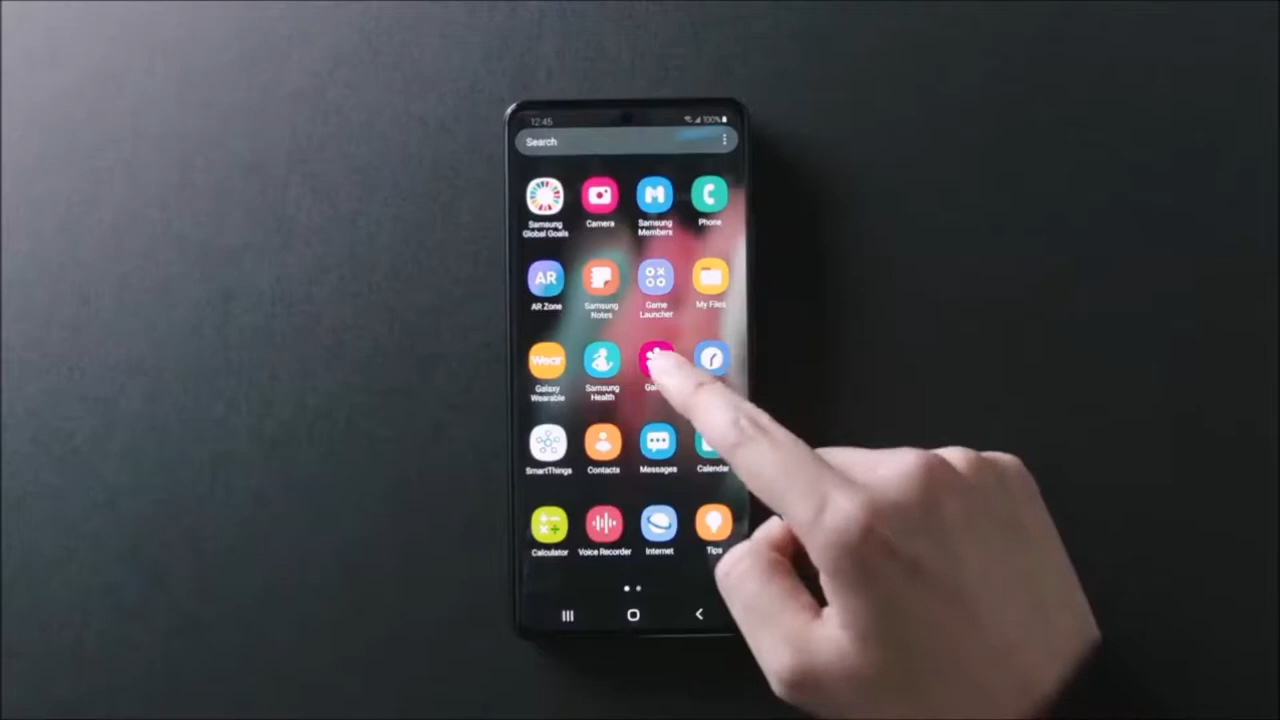 12:45
100%
Search
Samsung
Global Goals
Camera
Samsung
Members
Phone
AR
AR Zone
Samsung
Notes
Game
Launcher
My Files
Wear
Galaxy
Wearable
Samsung
Health
SmartThings
Contacts
Messages
Calendar
Calculator
Voice Recorder
Internet
Tips